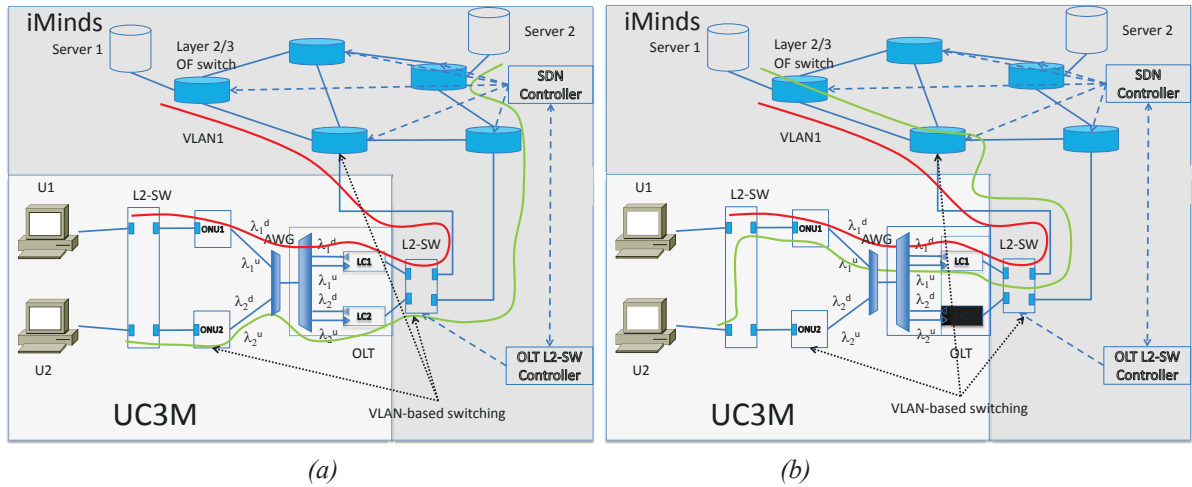 iMinds
Server 1
Layer 2/3
OF switch
Server 2
SDN
Controller
VLAN1
U1
L2-SW
ONU1
λ1d
AWG
λ1u
λ1d
λ1u
LC1
L2-SW
λ2d
λ2u
ONU2
λ2d
λ2u
LC2
OLT
U2
OLT L2-SW
Controller
UC3M
VLAN-based switching
(a)
iMinds
Server 1
Layer 2/3
OF switch
Server 2
SDN
Controller
VLAN1
U1
L2-SW
ONU1
λ1d
AWG
λ1u
λ1d
λ1u
LC1
L2-SW
λ2d
λ2u
ONU2
λ2d
λ2u
OLT
U2
OLT L2-SW
Controller
UC3M
VLAN-based switching
(b)